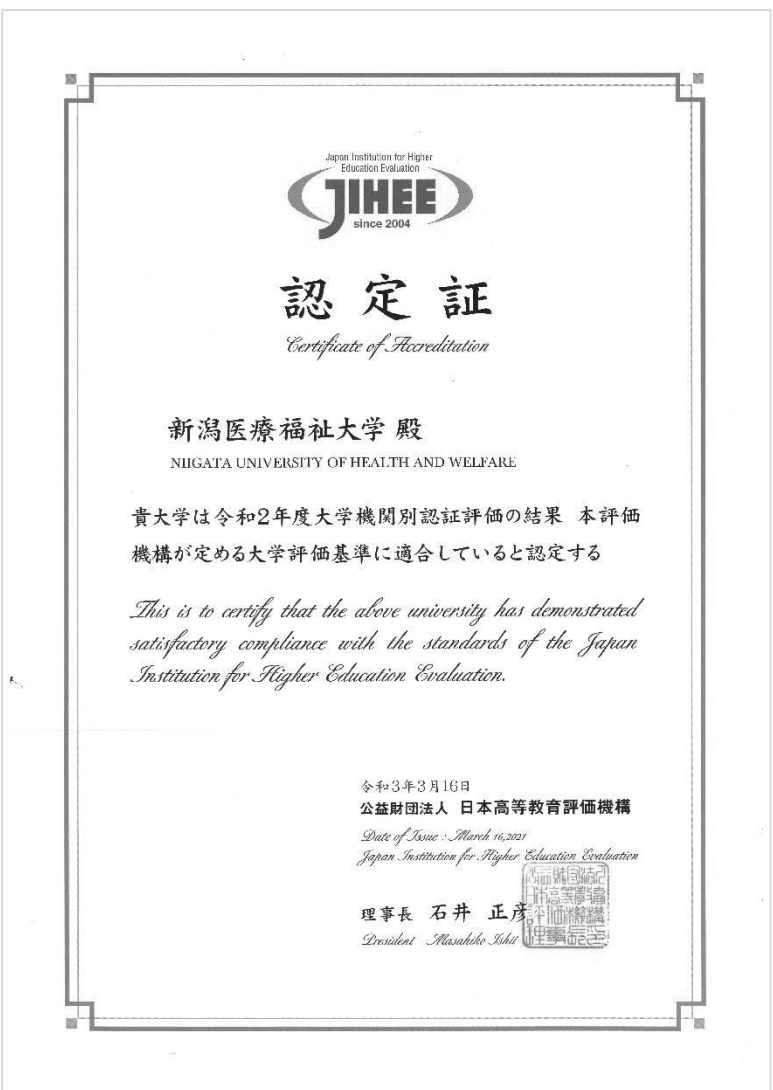 Japan Institution for Higher
Education Evaluation
JIHEE
since 2004
認定証
Certificate of Accreditation
新潟医療福祉大学 殿
NIIGATA UNIVERSITY OF HEALTH AND WELFARE
貴大学は令和2年度大学機関別認証評価の結果 本評価
機構が定める大学評価基準に適合していると認定する
This is to certify that the above university has demonstrated
satisfactory compliance with the standards of the Japan
Institution for Higher Education Evaluation.
令和3年3月16日
公益財団法人 日本高等教育評価機構
Date of Issue : March 16,2021
Japan Institution for Higher Education Evaluation
理事長 石井 正彦
President Masahiko Ishii